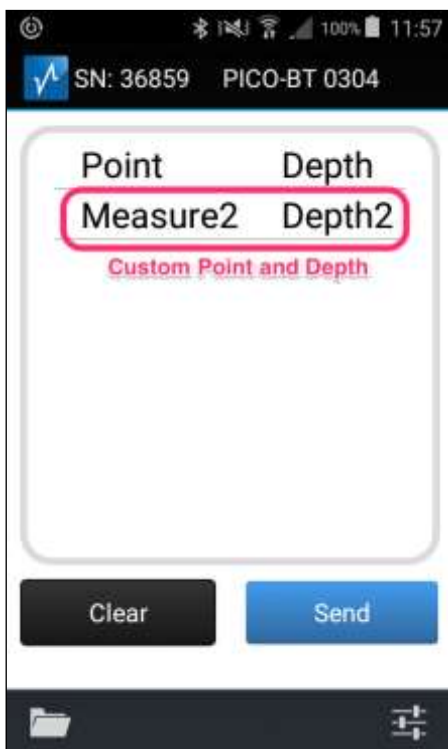 100% 11:57
SN: 36859 PICO-BT 0304
Point Depth
Measure2 Depth2
Custom Point and Depth
Clear Send